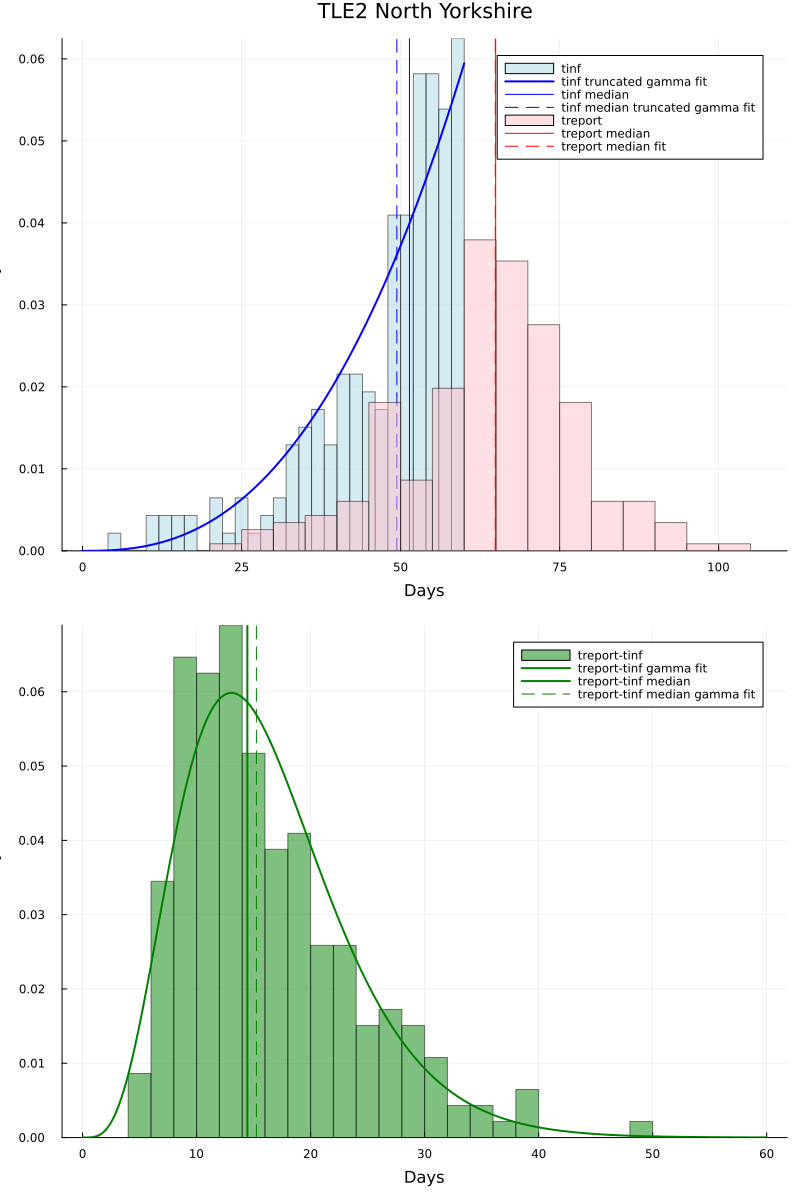 TLE2 North Yorkshire
0.06
0.05
0.04
0.03
0.02
0.01
0.00
tinf
tinf truncated gamma fit
tinf median
tinf median truncated gamma fit
treport
treport median
treport median fit
0 25 50 75 100
Days
0.06
0.05
0.04
0.03
0.02
0.01
0.00
treport-tinf
treport-tinf gamma fit
treport-tinf median
treport-tinf median gamma fit
0 10 20 30 40 50 60
Days